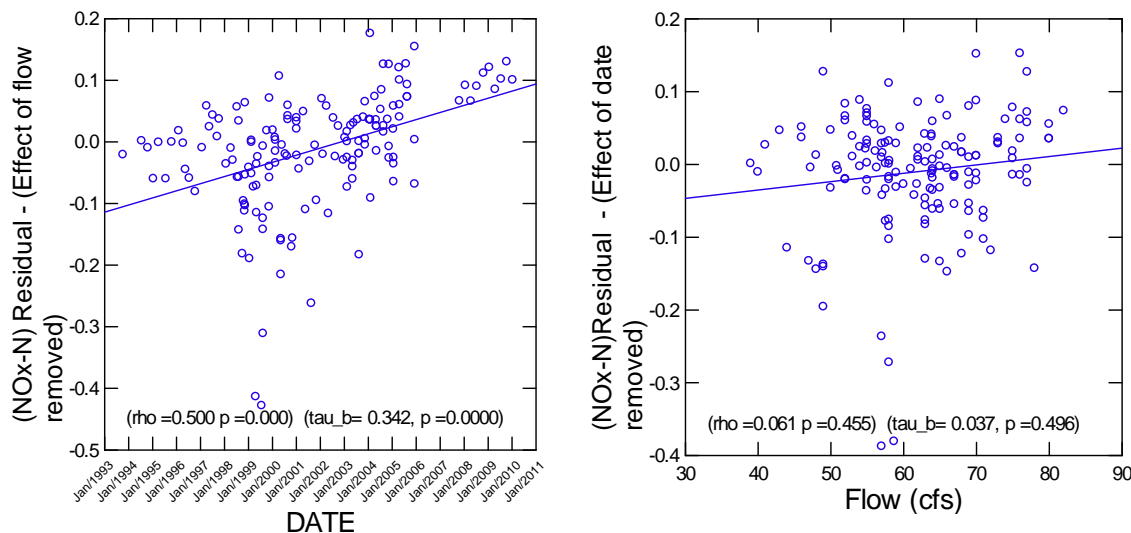 (NOx-N) Residual - (Effect of flow
removed)
0.2
0.1
0.0
-0.1
-0.2
-0.3
-0.4
-0.5
(rho =0.500 p =0.000) (tau_b= 0.342, p =0.0000)
Jan/1993
Jan/1994
Jan/1995
Jan/1996
Jan/1997
Jan/1998
Jan/1999
Jan/2000
Jan/2001
Jan/2002
Jan/2003
Jan/2004
Jan/2005
Jan/2006
Jan/2007
Jan/2008
Jan/2009
Jan/2010
Jan/2011
DATE
(NOx-N)Residual - (Effect of date
removed)
0.2
0.1
0.0
-0.1
-0.2
-0.3
-0.4
(rho =0.061 p =0.455) (tau_b= 0.037, p =0.496)
30 40 50 60 70 80 90
Flow (cfs)